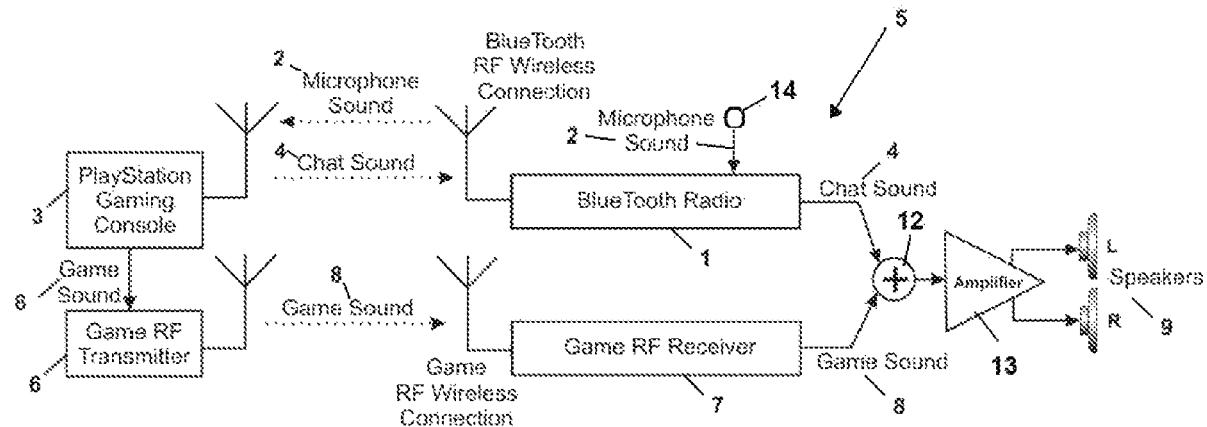 5
BlueTooth
RF Wireless
Connection
2
Microphone
Sound
14
Microphone
2
Sound
4
Chat Sound
4
Chat Sound
PlayStation
Gaming
Console
3
BlueTooth Radio
1
12
L
Amplifier
Speakers
9
R
13
8
Game
Sound
8
Game Sound
Game RF
Transmitter
6
Game
RF Wireless
Connection
Game RF Receiver
7
Game Sound
8